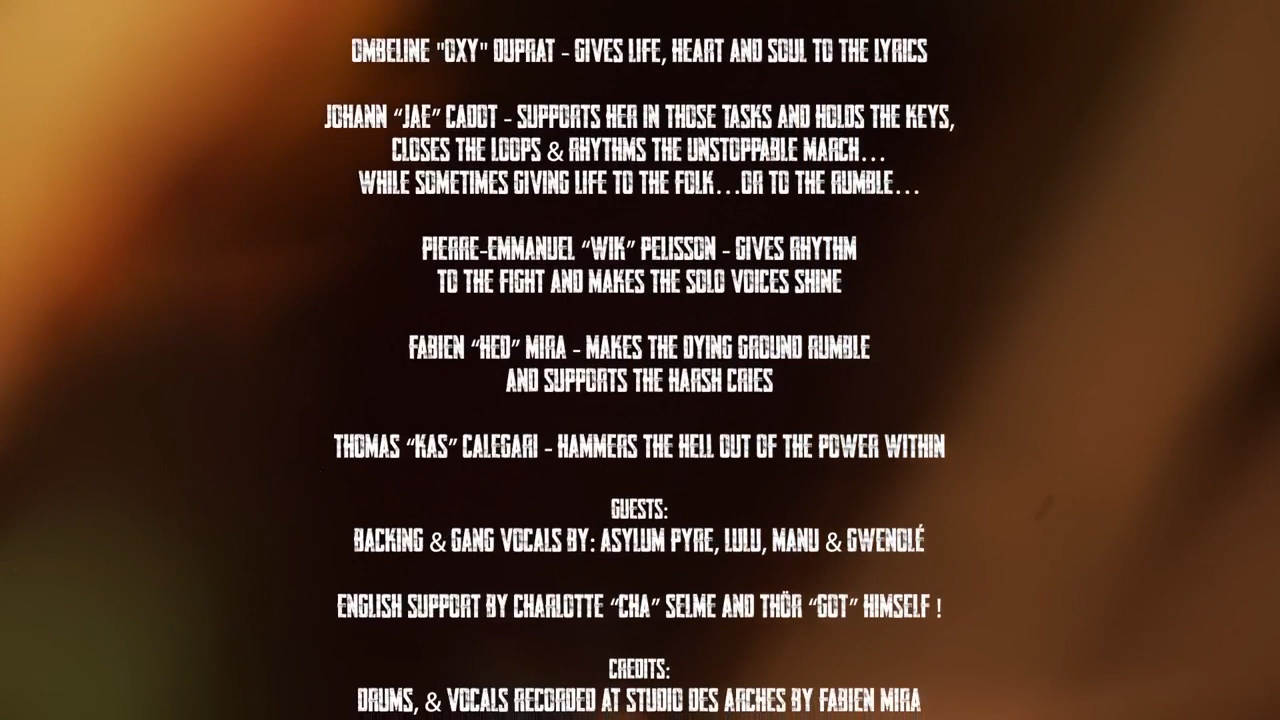 OMBELINE "OXY" DUPRAT - GIVES LIFE, HEART AND SOUL TO THE LYRICS
JOHANN “JAE” CADOT - SUPPORTS HER IN THOSE TASKS AND HOLDS THE KEYS,
CLOSES THE LOOPS & RHYTHMS THE UNSTOPPABLE MARCH...
WHILE SOMETIMES GIVING LIFE TO THE FOLK...OR TO THE RUMBLE...
PIERRE-EMMANUEL “WIK” PELISSON - GIVES RHYTHM
TO THE FIGHT AND MAKES THE SOLO VOICES SHINE
FABIEN “HED” MIRA - MAKES THE DYING GROUND RUMBLE
AND SUPPORTS THE HARSH CRIES
THOMAS “KAS” CALEGARI - HAMMERS THE HELL OUT OF THE POWER WITHIN
GUESTS:
BACKING & GANG VOCALS BY: ASYLUM PYRE, LULU, MANU & GWENOLÉ
ENGLISH SUPPORT BY CHARLOTTE “CHA” SELME AND THÖR “GOT” HIMSELF !
CREDITS:
DRUMS, & VOCALS RECORDED AT STUDIO DES ARCHES BY FABIEN MIRA